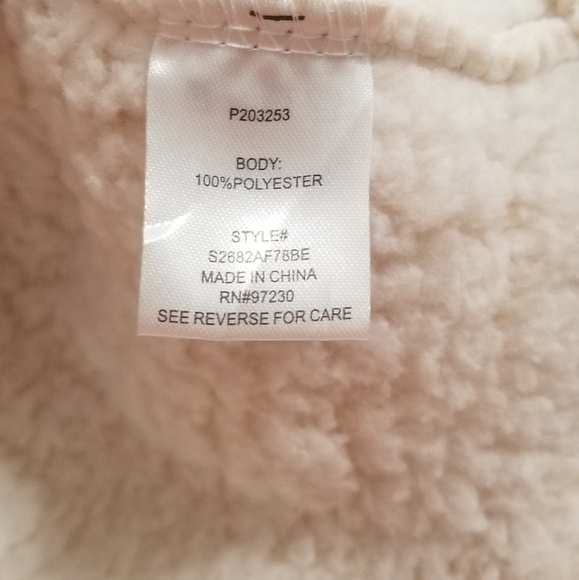 P203253
BODY:
100%POLYESTER
STYLE#
S2682AF78BE
MADE IN CHINA
RN#97230
SEE REVERSE FOR CARE